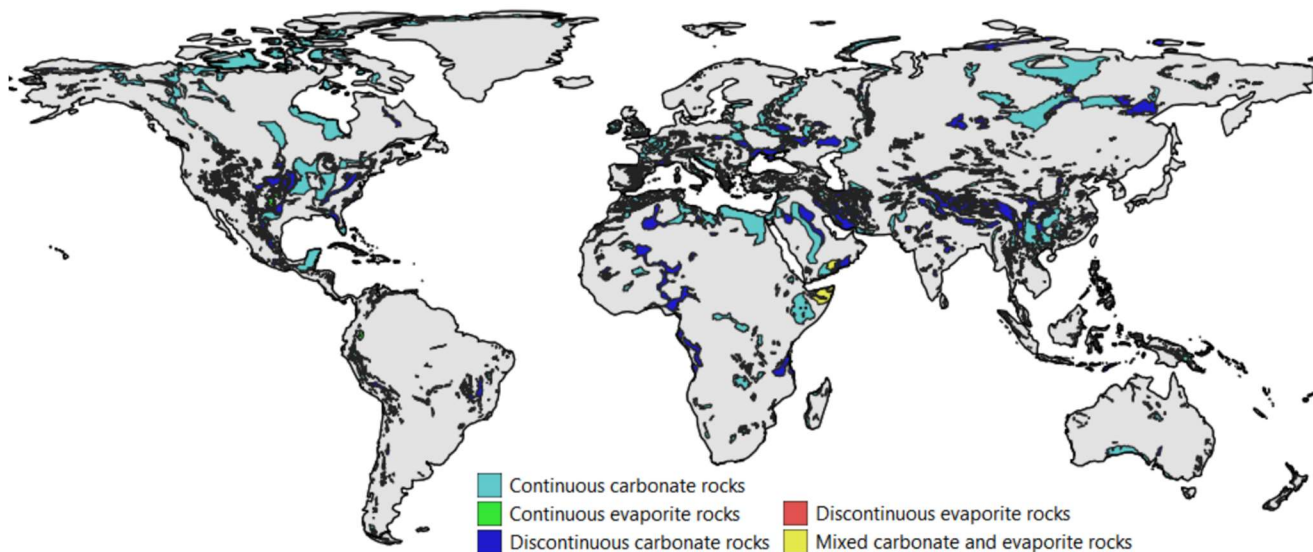 Continuous carbonate rocks
Continuous evaporite rocks
Discontinuous evaporite rocks
Discontinuous carbonate rocks
Mixed carbonate and evaporite rocks